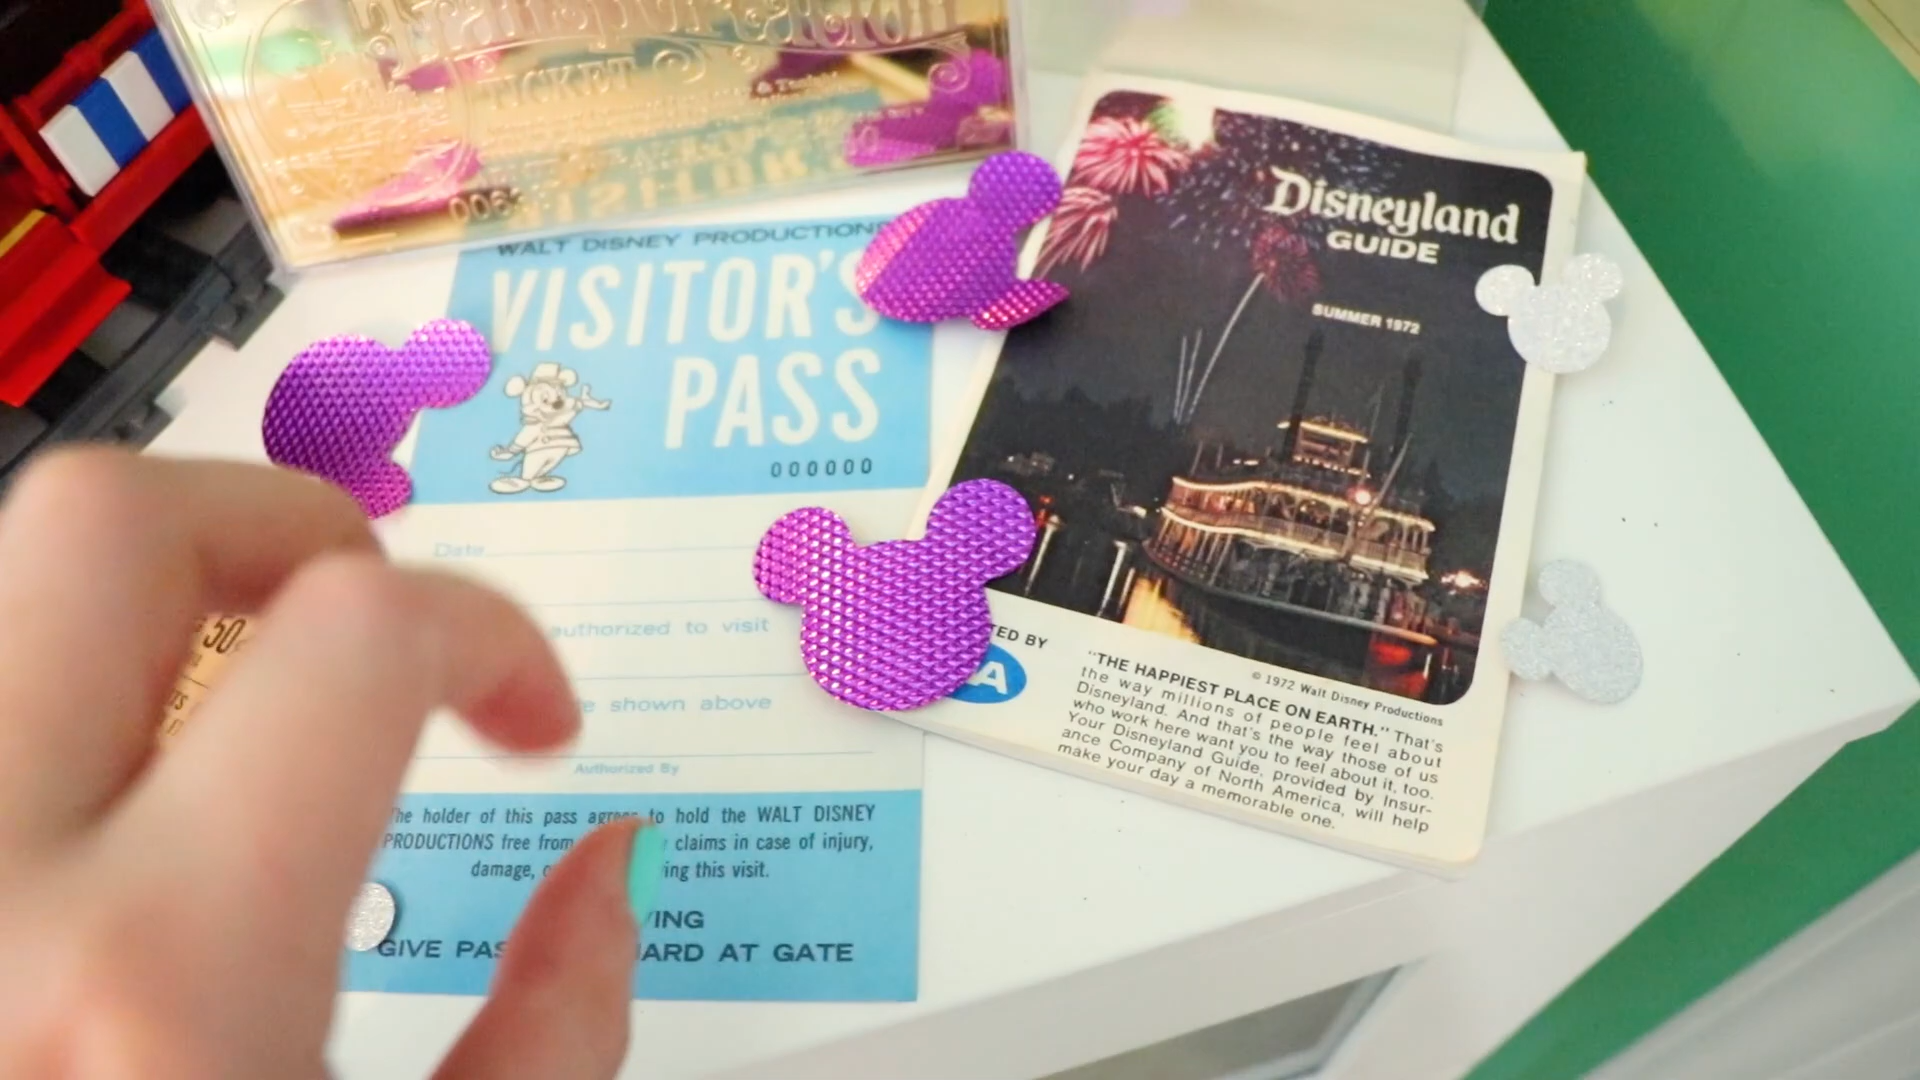 TICKET
006
WALT DISNEY PRODUCTIONS
VISITOR'S
PASS
000000
Date
authorized to visit
shown above
Authorized By
The holder of this pass agrees to hold the WALT DISNEY
PRODUCTIONS free from claims in case of injury,
damage, this visit.
GIVE AT GATE
50¢
Disneyland
GUIDE
SUMMER 1972
BY
© 1972 Walt Disney Productions
"THE HAPPIEST PLACE ON EARTH." That's
the way millions of people feel about
Disneyland. And that's the way those of us
who work here want you to feel about it, too.
Your Disneyland Guide, provided by Insur-
ance Company of North America, will help
make your day a memorable one.